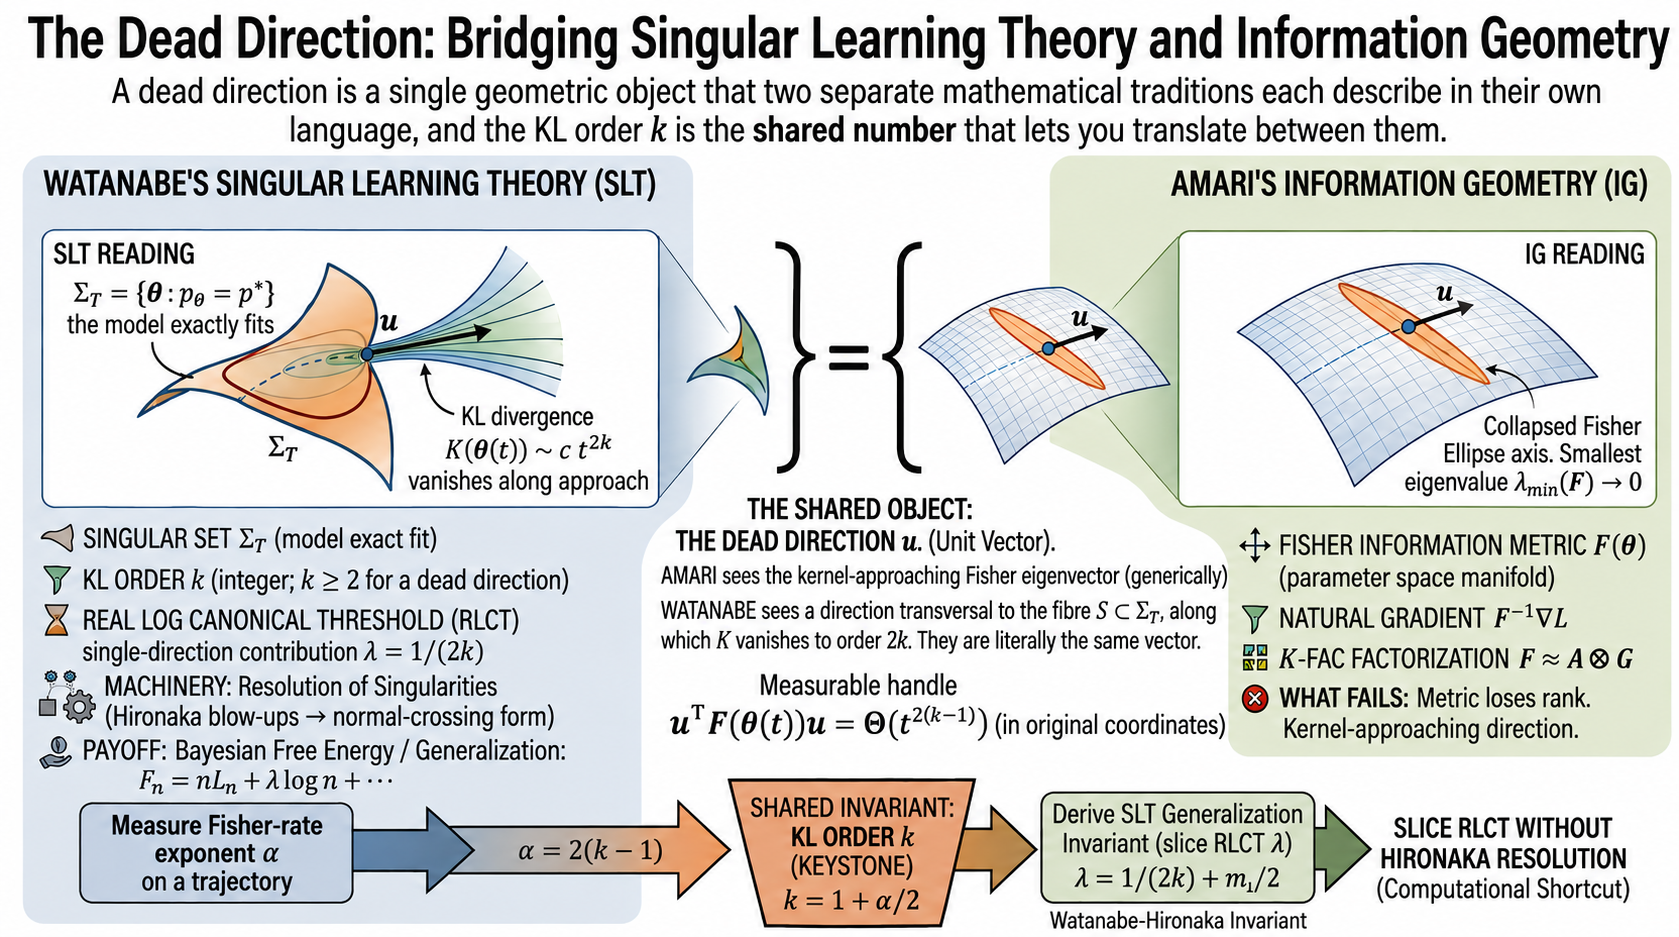 The Dead Direction: Bridging Singular Learning Theory and Information Geometry
A dead direction is a single geometric object that two separate mathematical traditions each describe in their own
language, and the KL order k is the shared number that lets you translate between them.
WATANABE'S SINGULAR LEARNING THEORY (SLT)
SLT READING
Σ_T = {θ : p_θ = p*}
the model exactly fits
u
Σ_T
KL divergence
K(θ(t)) ~ c t^{2k}
vanishes along approach
SINGULAR SET Σ_T (model exact fit)
KL ORDER k (integer; k ≥ 2 for a dead direction)
REAL LOG CANONICAL THRESHOLD (RLCT)
single-direction contribution λ = 1/(2k)
MACHINERY: Resolution of Singularities
(Hironaka blow-ups → normal-crossing form)
PAYOFF: Bayesian Free Energy / Generalization:
F_n = nL_n + λ log n + ⋯
} = {
u
THE SHARED OBJECT:
THE DEAD DIRECTION u. (Unit Vector).
AMARI sees the kernel-approaching Fisher eigenvector (generically)
WATANABE sees a direction transversal to the fibre S ⊂ Σ_T, along
which K vanishes to order 2k. They are literally the same vector.
Measurable handle
u^T F(θ(t))u = Θ(t^{2(k−1)}) (in original coordinates)
AMARI'S INFORMATION GEOMETRY (IG)
IG READING
u
Collapsed Fisher
Ellipse axis. Smallest
eigenvalue λ_min(F) → 0
FISHER INFORMATION METRIC F(θ)
(parameter space manifold)
NATURAL GRADIENT F^{−1}∇L
K-FAC FACTORIZATION F ≈ A ⊗ G
WHAT FAILS: Metric loses rank.
Kernel-approaching direction.
Measure Fisher-rate
exponent α
on a trajectory
α = 2(k − 1)
SHARED INVARIANT:
KL ORDER k
(KEYSTONE)
k = 1 + α/2
Derive SLT Generalization
Invariant (slice RLCT λ)
λ = 1/(2k) + m_⊥/2
Watanabe-Hironaka Invariant
SLICE RLCT WITHOUT
HIRONAKA RESOLUTION
(Computational Shortcut)